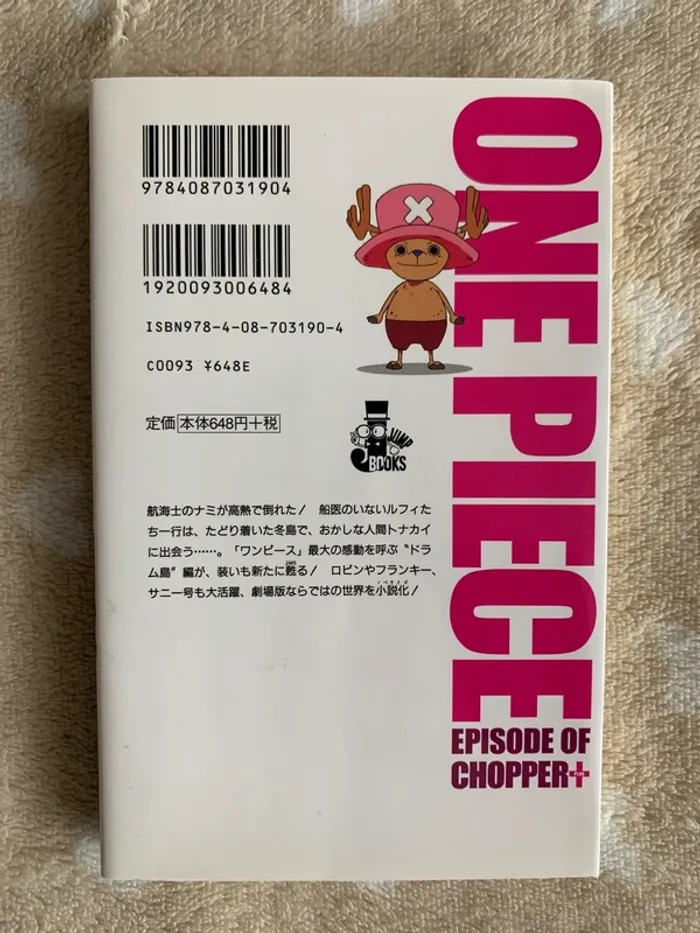 9784087031904
1920093006484
ISBN978-4-08-703190-4
C0093 ¥648E
定価 本体648円+税
JUMP
J BOOKS
航海士のナミが高熱で倒れた! 船医のいないルフィた
ち一行は、たどり着いた冬島で、おかしな人間トナカイ
に出会う……。「ワンピース」最大の感動を呼ぶ〝ドラ
ム島〟編が、装いも新たに甦る! ロビンやフランキー、
サニー号も大活躍、劇場版ならではの世界を小説化!
ノベライズ
ONE PIECE
EPISODE OF
CHOPPER+
PLUS